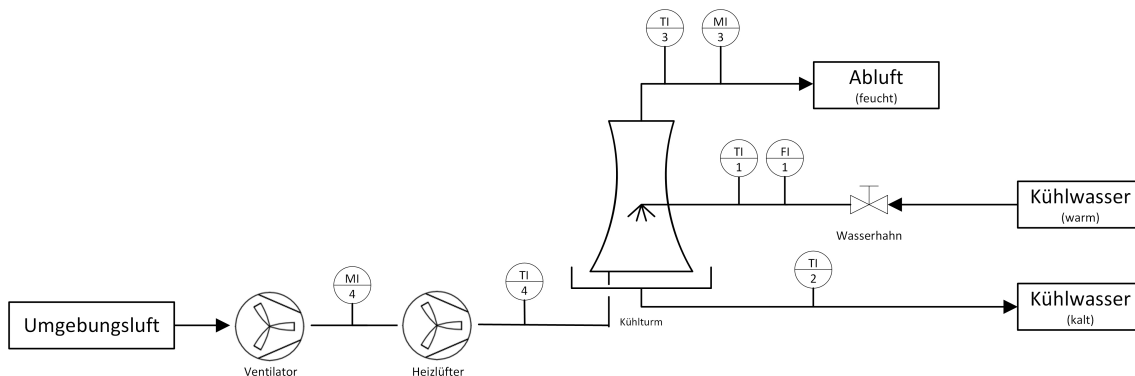 TI
3
MI
3
Abluft
(feucht)
TI
1
FI
1
Kühlwasser
(warm)
Wasserhahn
MI
4
TI
4
TI
2
Umgebungsluft
Kühlturm
Kühlwasser
(kalt)
Ventilator
Heizlüfter